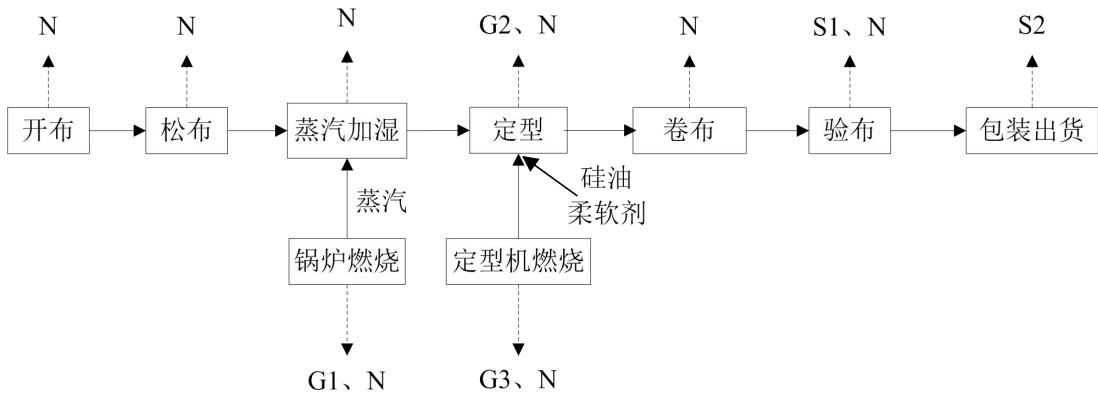 N
N
N
G2、N
N
S1、N
S2
开布
松布
蒸汽加湿
定型
卷布
验布
包装出货
蒸汽
硅油
柔软剂
锅炉燃烧
定型机燃烧
G1、N
G3、N